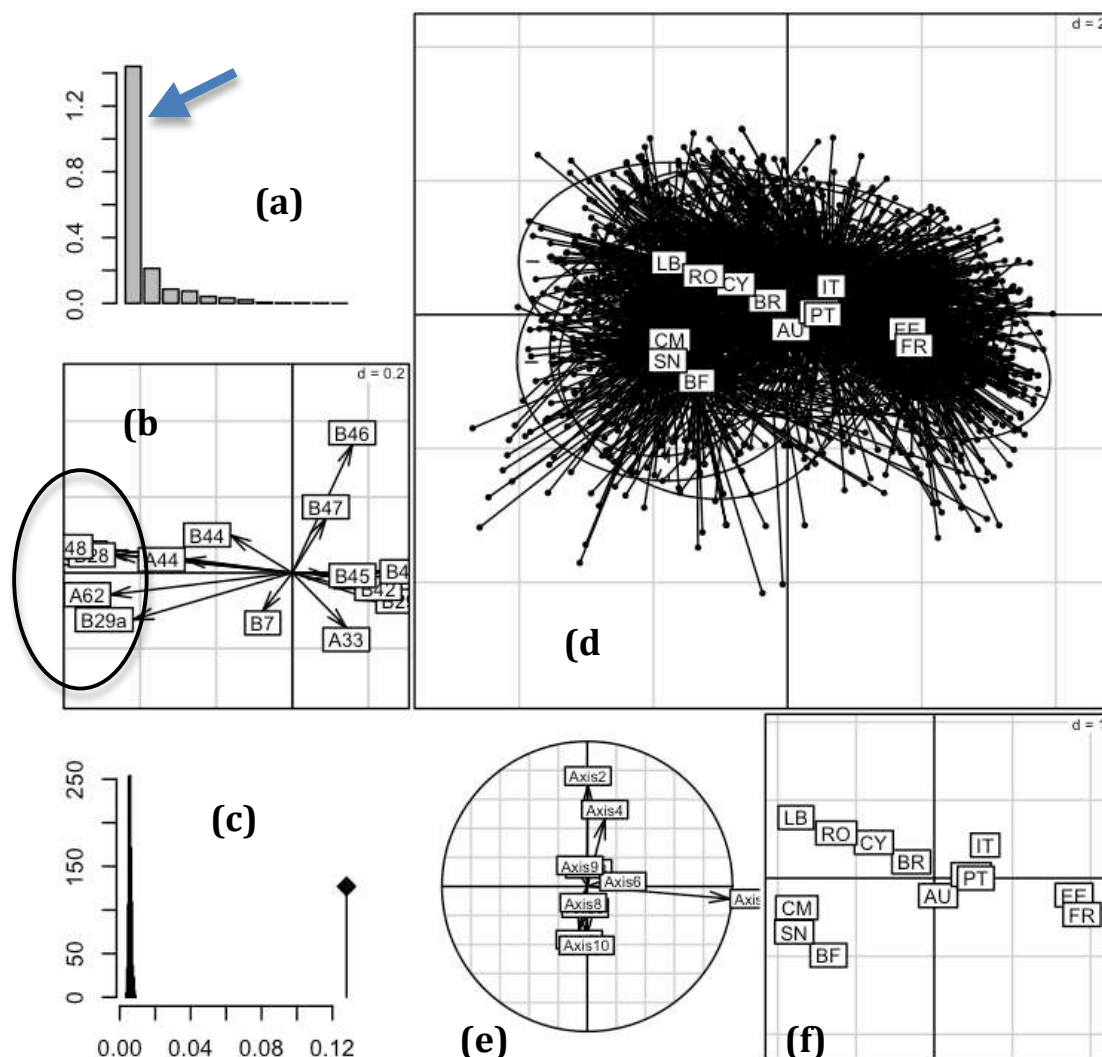 (a)
1.2
0.8
0.4
0.0
d = 2
LB
RO
CY
BR
IT
AU
PT
CM
SN
BF
FR
(d
(b
d = 0.2
B46
B47
B44
48
B28
A44
A62
B29a
B45
B7
A33
B4
B42
(c)
250
150
50
0
0.00
0.04
0.08
0.12
Axis2
Axis4
Axis9
Axis6
Axis8
Axis10
Axis
(e)
d = 1
LB
RO
CY
BR
IT
AU
PT
CM
SN
BF
FR
(f)